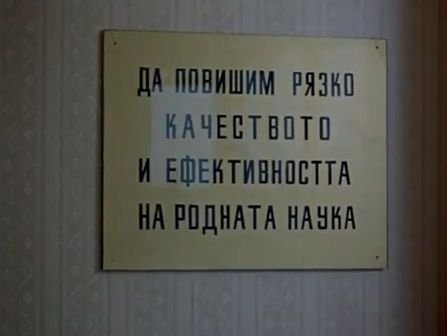 ДА ПОВИШИМ РЯЗКО
КАЧЕСТВОТО
И ЕФЕКТИВНОСТТА
НА РОДНАТА НАУКА